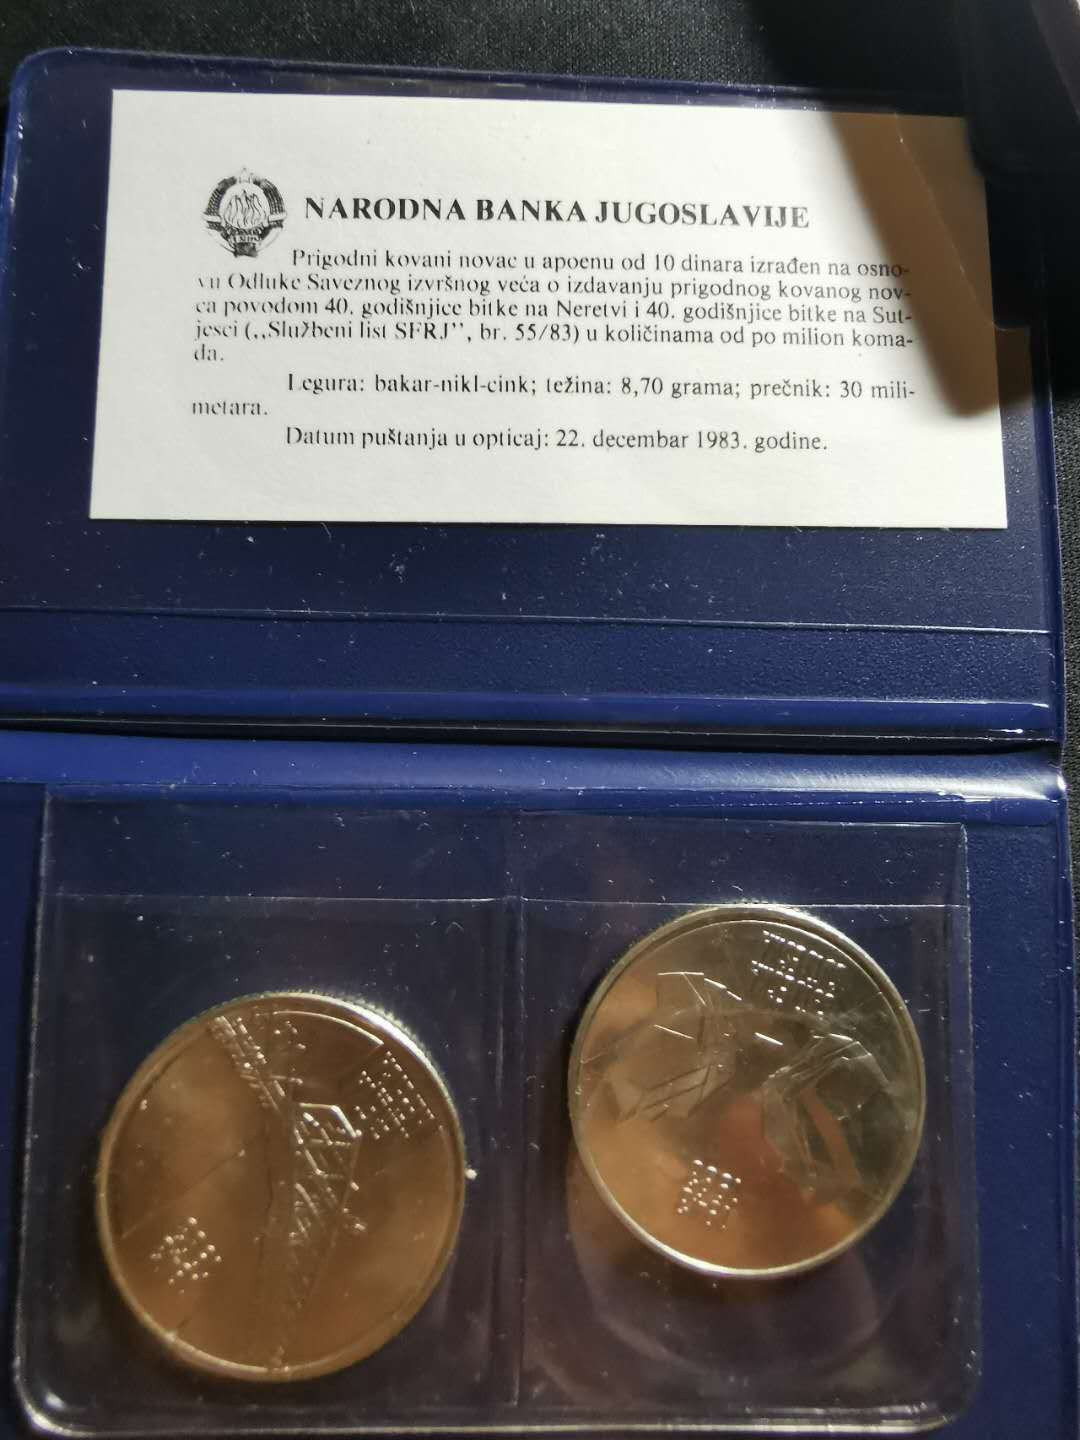 NARODNA BANKA JUGOSLAVIJE
Prigodni kovani novac u apoenu od 10 dinara izrađen na osno-
vu Odluke Saveznog izvršnog veća o izdavanju prigodnog kovanog nov-
ca povodom 40. godišnjice bitke na Neretvi i 40. godišnjice bitke na Sut-
jesci („Službeni list SFRJ”, br. 55/83) u količinama od po milion koma-
da.
Legura: bakar-nikl-cink; težina: 8,70 grama; prečnik: 30 mili-
metara.
Datum puštanja u opticaj: 22. decembar 1983. godine.